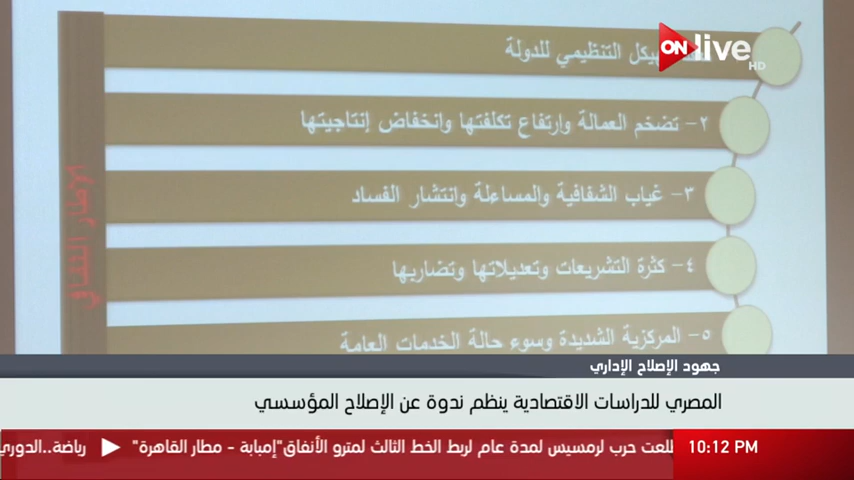 ON live HD
الهيكل التنظيمي للدولة
٢- تضخم العمالة وارتفاع تكلفتها وانخفاض إنتاجيتها
٣- غياب الشفافية والمساءلة وانتشار الفساد
٤- كثرة التشريعات وتعديلاتها وتضاربها
٥- المركزية الشديدة وسوء حالة الخدمات العامة
جهود الإصلاح الإداري
المصري للدراسات الاقتصادية ينظم ندوة عن الإصلاح المؤسسي
طلعت حرب لرمسيس لمدة عام لربط الخط الثالث لمترو الأنفاق"إمبابة - مطار القاهرة" رياضة..الدوري
10:12 PM